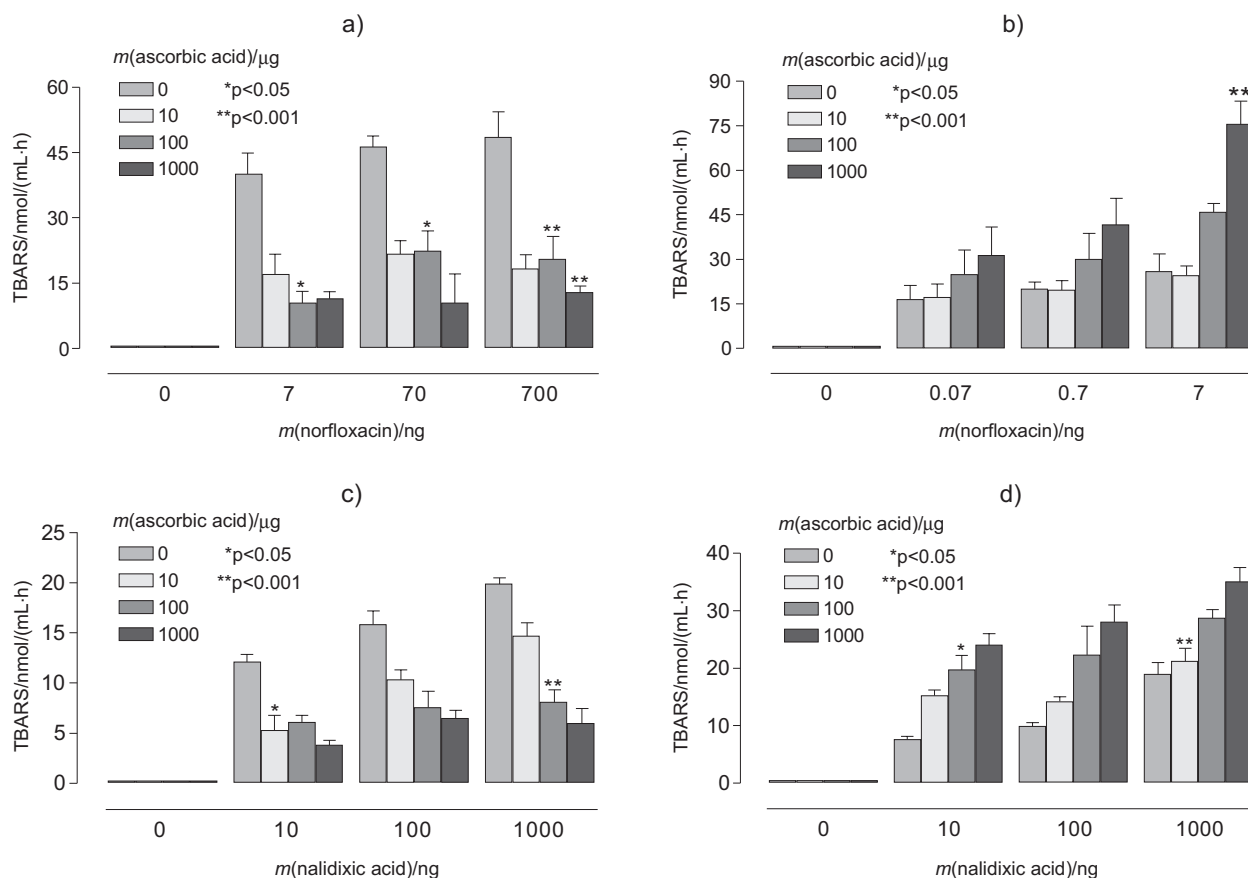 a)
m(ascorbic acid)/µg
0 *p<0.05
10 **p<0.001
100
1000
TBARS/nmol/(mL·h)
60
45
30
15
0
* * ** **
0 7 70 700
m(norfloxacin)/ng
b)
m(ascorbic acid)/µg
0 *p<0.05
10 **p<0.001
100
1000
TBARS/nmol/(mL·h)
90
75
60
45
30
15
0
**
0 0.07 0.7 7
m(norfloxacin)/ng
c)
m(ascorbic acid)/µg
0 *p<0.05
10 **p<0.001
100
1000
TBARS/nmol/(mL·h)
25
20
15
10
5
0
* **
0 10 100 1000
m(nalidixic acid)/ng
d)
m(ascorbic acid)/µg
0 *p<0.05
10 **p<0.001
100
1000
TBARS/nmol/(mL·h)
40
30
20
10
0
* **
0 10 100 1000
m(nalidixic acid)/ng